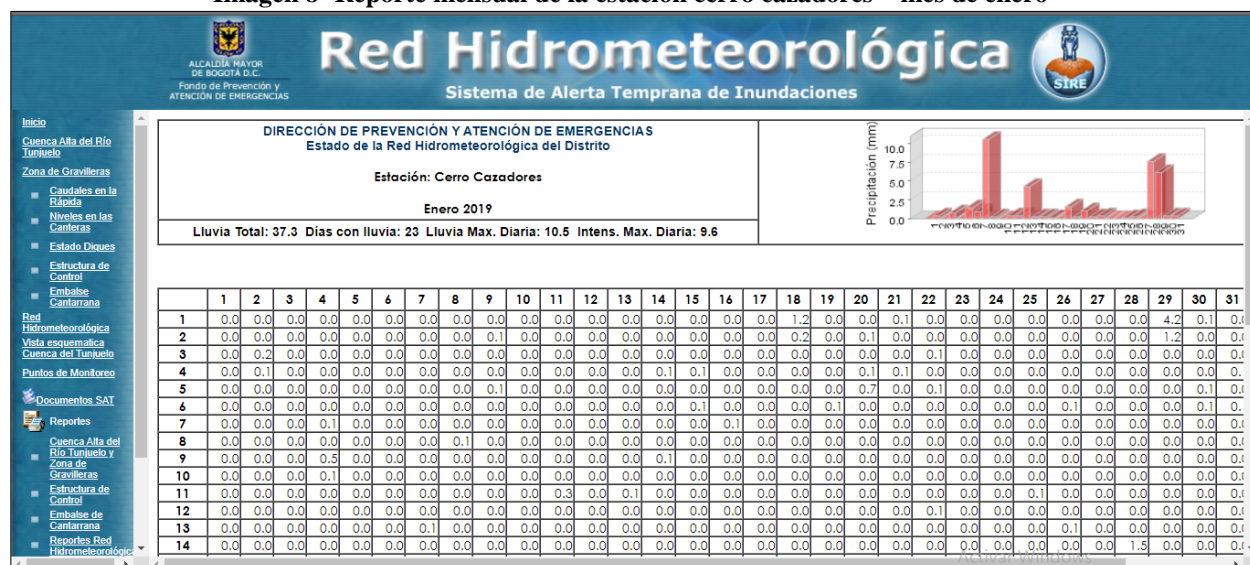 Imagen 8- Reporte mensual de la estación cerro cazadores – mes de enero
ALCALDÍA MAYOR
DE BOGOTÁ D.C.
Fondo de Prevención y
ATENCIÓN DE EMERGENCIAS
Red Hidrometeorológica
Sistema de Alerta Temprana de Inundaciones
SIRE
Inicio
Cuenca Alta del Río
Tunjuelo
Zona de Gravilleras
Caudales en la
Rápida
Niveles en las
Canteras
Estado Diques
Estructura de
Control
Embalse
Cantarrana
Red
Hidrometeorológica
Vista esquematica
Cuenca del Tunjuelo
Puntos de Monitoreo
Documentos SAT
Reportes
Cuenca Alta del
Río Tunjuelo y
Zona de
Gravilleras
Estructura de
Control
Embalse de
Cantarrana
Reportes Red
Hidrometeorológica
DIRECCIÓN DE PREVENCIÓN Y ATENCIÓN DE EMERGENCIAS
Estado de la Red Hidrometeorológica del Distrito
Estación: Cerro Cazadores
Enero 2019
Lluvia Total: 37.3 Días con lluvia: 23 Lluvia Max. Diaria: 10.5 Intens. Max. Diaria: 9.6
Precipitación (mm)
10.0
7.5
5.0
2.5
0.0
1 2 3 4 5 6 7 8 9 10 11 12 13 14 15 16 17 18 19 20 21 22 23 24 25 26 27 28 29 30 31
1 0.0 0.0 0.0 0.0 0.0 0.0 0.0 0.0 0.0 0.0 0.0 0.0 0.0 0.0 0.0 0.0 0.0 1.2 0.0 0.0 0.1 0.0 0.0 0.0 0.0 0.0 0.0 0.0 4.2 0.1 0.0
2 0.0 0.0 0.0 0.0 0.0 0.0 0.0 0.0 0.1 0.0 0.0 0.0 0.0 0.0 0.0 0.0 0.0 0.2 0.0 0.1 0.0 0.0 0.0 0.0 0.0 0.0 0.0 0.0 1.2 0.0 0.0
3 0.0 0.2 0.0 0.0 0.0 0.0 0.0 0.0 0.0 0.0 0.0 0.0 0.0 0.0 0.0 0.0 0.0 0.0 0.0 0.0 0.0 0.1 0.0 0.0 0.0 0.0 0.0 0.0 0.0 0.0 0.0
4 0.0 0.1 0.0 0.0 0.0 0.0 0.0 0.0 0.0 0.0 0.0 0.0 0.0 0.1 0.1 0.0 0.0 0.0 0.0 0.1 0.1 0.0 0.0 0.0 0.0 0.0 0.0 0.0 0.0 0.0 0.
5 0.0 0.0 0.0 0.0 0.0 0.0 0.0 0.0 0.1 0.0 0.0 0.0 0.0 0.0 0.0 0.0 0.0 0.0 0.0 0.7 0.0 0.1 0.0 0.0 0.0 0.0 0.0 0.0 0.0 0.1 0.0
6 0.0 0.0 0.0 0.0 0.0 0.0 0.0 0.0 0.0 0.0 0.0 0.0 0.0 0.0 0.1 0.0 0.0 0.0 0.1 0.0 0.0 0.0 0.0 0.0 0.0 0.1 0.0 0.0 0.0 0.1 0.
7 0.0 0.0 0.0 0.1 0.0 0.0 0.0 0.0 0.0 0.0 0.0 0.0 0.0 0.0 0.0 0.1 0.0 0.0 0.0 0.0 0.0 0.0 0.0 0.0 0.0 0.0 0.0 0.0 0.0 0.0 0.0
8 0.0 0.0 0.0 0.0 0.0 0.0 0.0 0.1 0.0 0.0 0.0 0.0 0.0 0.0 0.0 0.0 0.0 0.0 0.0 0.0 0.0 0.0 0.0 0.0 0.0 0.0 0.0 0.0 0.0 0.0 0.0
9 0.0 0.0 0.0 0.5 0.0 0.0 0.0 0.0 0.0 0.0 0.0 0.0 0.0 0.1 0.0 0.0 0.0 0.0 0.0 0.0 0.0 0.0 0.0 0.0 0.0 0.0 0.0 0.0 0.0 0.0 0.0
10 0.0 0.0 0.0 0.1 0.0 0.0 0.0 0.0 0.0 0.0 0.0 0.0 0.0 0.0 0.0 0.0 0.0 0.0 0.0 0.0 0.0 0.0 0.0 0.0 0.0 0.0 0.0 0.0 0.0 0.0 0.0
11 0.0 0.0 0.0 0.0 0.0 0.0 0.0 0.0 0.0 0.0 0.3 0.0 0.1 0.0 0.0 0.0 0.0 0.0 0.0 0.0 0.0 0.0 0.0 0.0 0.1 0.0 0.0 0.0 0.0 0.0 0.0
12 0.0 0.0 0.0 0.0 0.0 0.0 0.0 0.0 0.0 0.0 0.0 0.0 0.0 0.0 0.0 0.0 0.0 0.0 0.0 0.0 0.0 0.1 0.0 0.0 0.0 0.0 0.0 0.0 0.0 0.0 0.0
13 0.0 0.0 0.0 0.0 0.0 0.0 0.1 0.0 0.0 0.0 0.0 0.0 0.0 0.0 0.0 0.0 0.0 0.0 0.0 0.0 0.0 0.0 0.0 0.0 0.0 0.1 0.0 0.0 0.0 0.0 0.0
14 0.0 0.0 0.0 0.0 0.0 0.0 0.0 0.0 0.0 0.0 0.0 0.0 0.0 0.0 0.0 0.0 0.0 0.0 0.0 0.0 0.0 0.0 0.0 0.0 0.0 0.0 0.0 1.5 0.0 0.0 0.0
Activar Windows